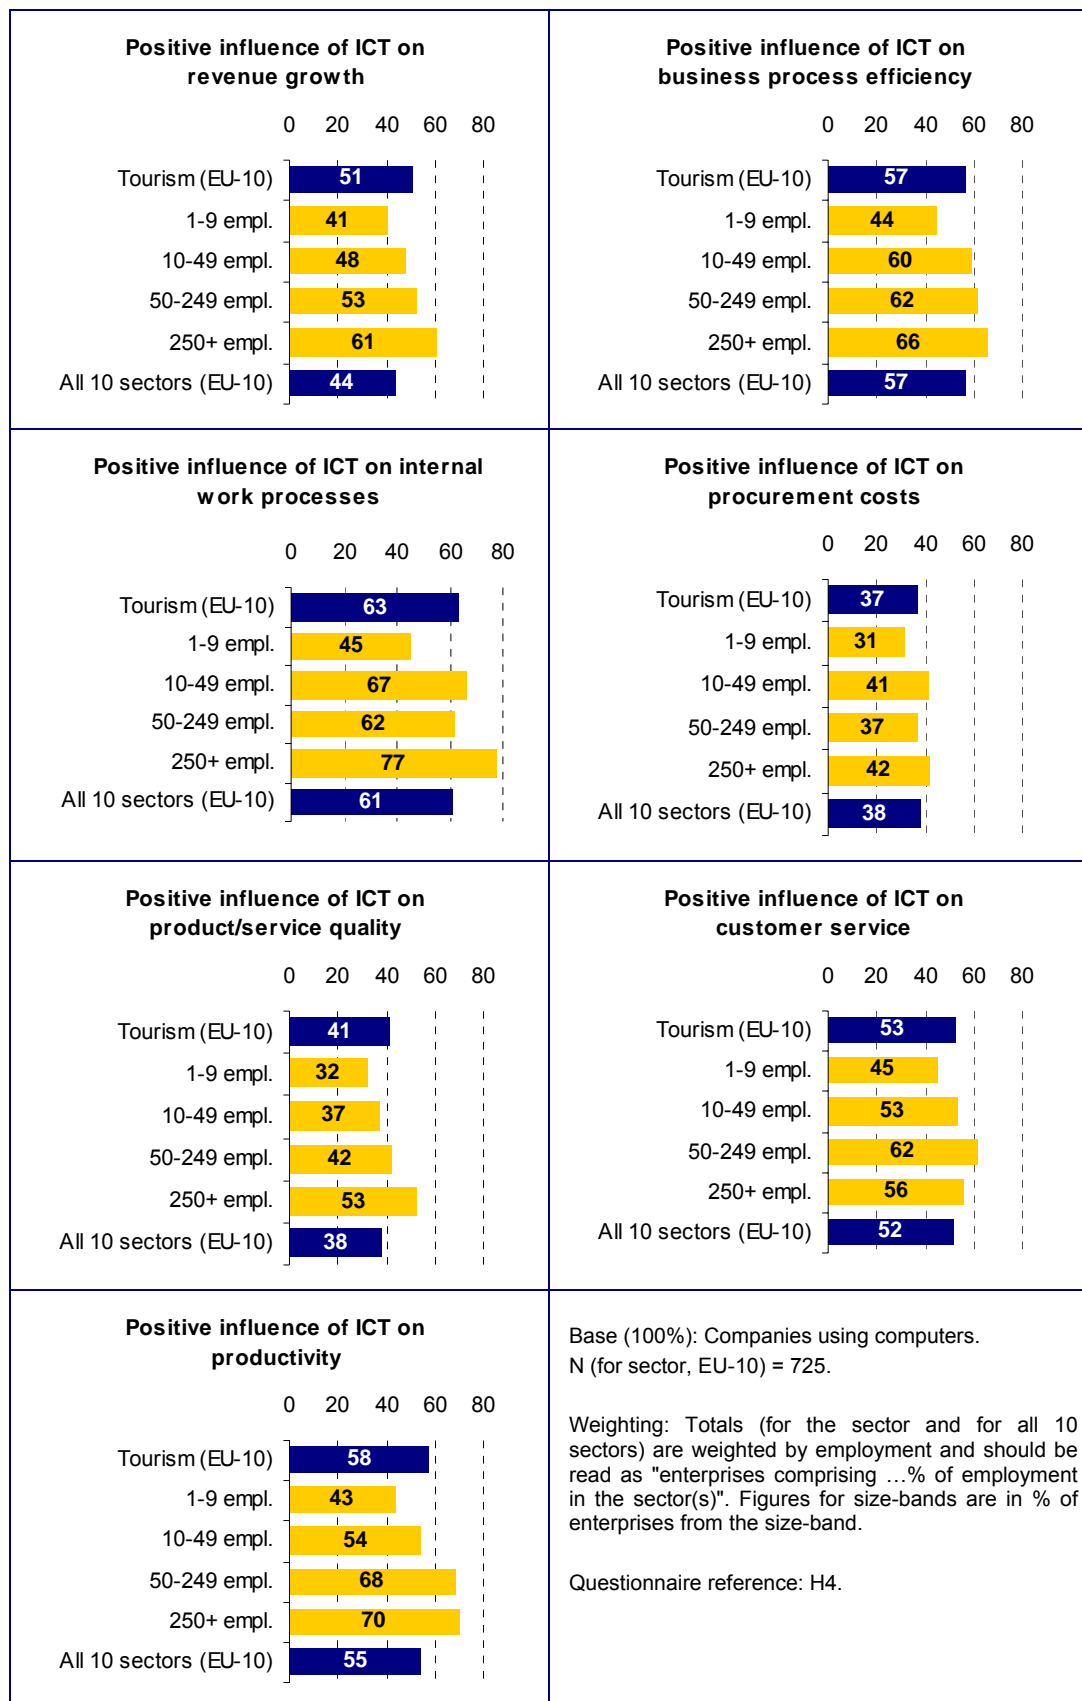 Positive influence of ICT on
revenue growth
0 20 40 60 80
Tourism (EU-10) 51
1-9 empl. 41
10-49 empl. 48
50-249 empl. 53
250+ empl. 61
All 10 sectors (EU-10) 44
Positive influence of ICT on
business process efficiency
0 20 40 60 80
Tourism (EU-10) 57
1-9 empl. 44
10-49 empl. 60
50-249 empl. 62
250+ empl. 66
All 10 sectors (EU-10) 57
Positive influence of ICT on internal
work processes
0 20 40 60 80
Tourism (EU-10) 63
1-9 empl. 45
10-49 empl. 67
50-249 empl. 62
250+ empl. 77
All 10 sectors (EU-10) 61
Positive influence of ICT on
procurement costs
0 20 40 60 80
Tourism (EU-10) 37
1-9 empl. 31
10-49 empl. 41
50-249 empl. 37
250+ empl. 42
All 10 sectors (EU-10) 38
Positive influence of ICT on
product/service quality
0 20 40 60 80
Tourism (EU-10) 41
1-9 empl. 32
10-49 empl. 37
50-249 empl. 42
250+ empl. 53
All 10 sectors (EU-10) 38
Positive influence of ICT on
customer service
0 20 40 60 80
Tourism (EU-10) 53
1-9 empl. 45
10-49 empl. 53
50-249 empl. 62
250+ empl. 56
All 10 sectors (EU-10) 52
Positive influence of ICT on
productivity
0 20 40 60 80
Tourism (EU-10) 58
1-9 empl. 43
10-49 empl. 54
50-249 empl. 68
250+ empl. 70
All 10 sectors (EU-10) 55
Base (100%): Companies using computers.
N (for sector, EU-10) = 725.
Weighting: Totals (for the sector and for all 10
sectors) are weighted by employment and should be
read as "enterprises comprising …% of employment
in the sector(s)". Figures for size-bands are in % of
enterprises from the size-band.
Questionnaire reference: H4.